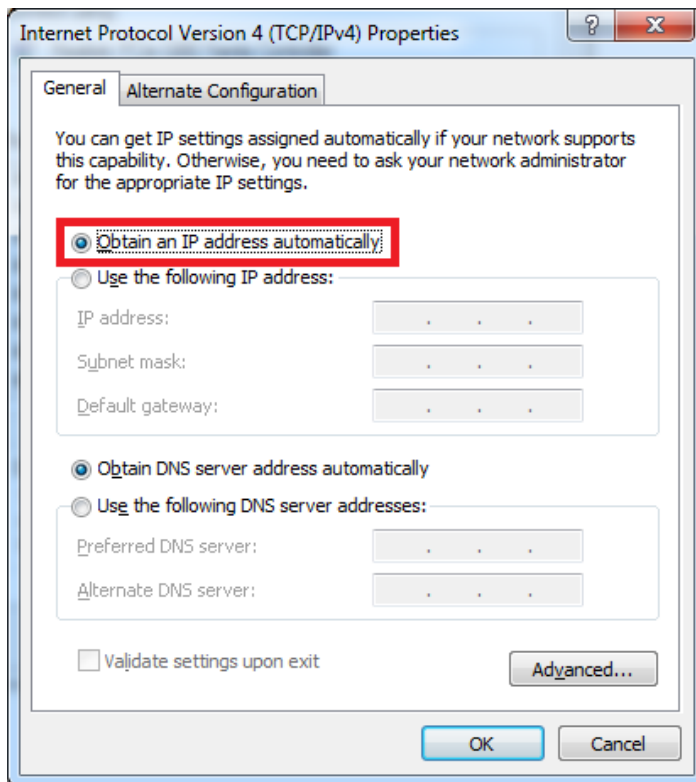 Internet Protocol Version 4 (TCP/IPv4) Properties
General
Alternate Configuration
You can get IP settings assigned automatically if your network supports
this capability. Otherwise, you need to ask your network administrator
for the appropriate IP settings.
Obtain an IP address automatically
Use the following IP address:
IP address:
Subnet mask:
Default gateway:
Obtain DNS server address automatically
Use the following DNS server addresses:
Preferred DNS server:
Alternate DNS server:
Validate settings upon exit
Advanced...
OK
Cancel